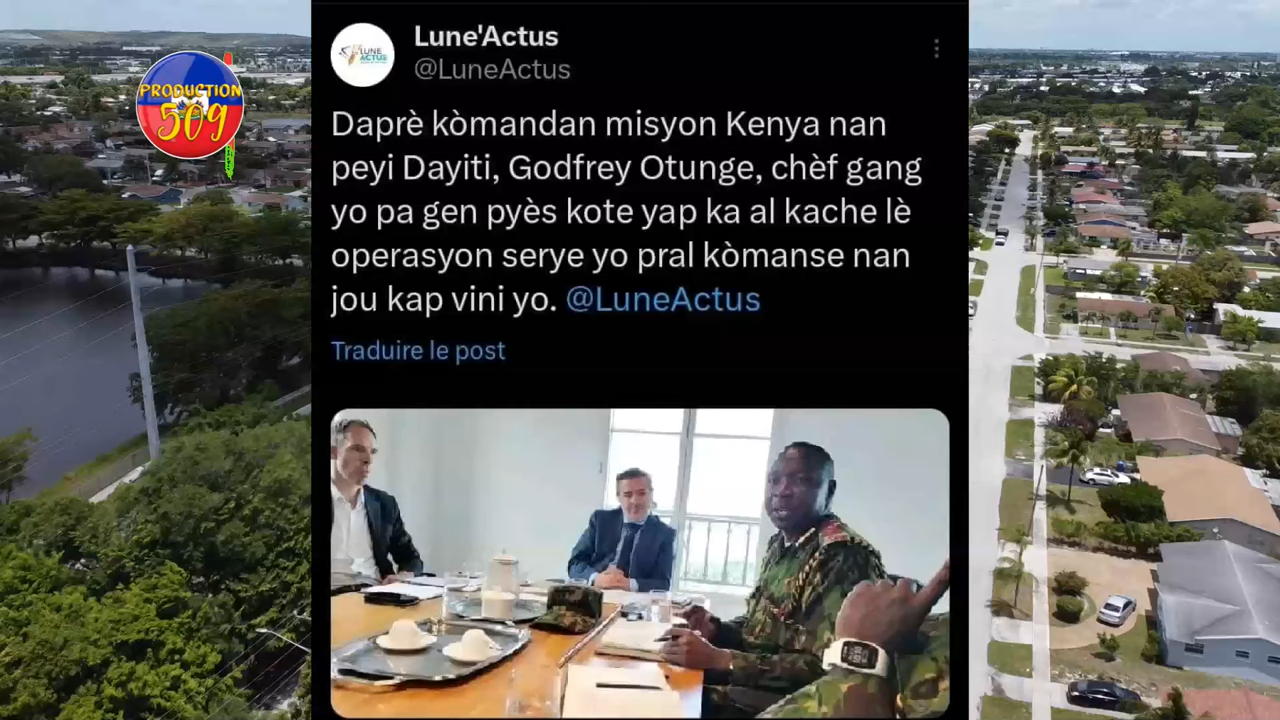 PRODUCTION
509
LUNE
ACTUS
Lune'Actus
@LuneActus
Daprè kòmandan misyon Kenya nan
peyi Dayiti, Godfrey Otunge, chèf gang
yo pa gen pyès kote yap ka al kache lè
operasyon serye yo pral kòmanse nan
jou kap vini yo. @LuneActus
Traduire le post